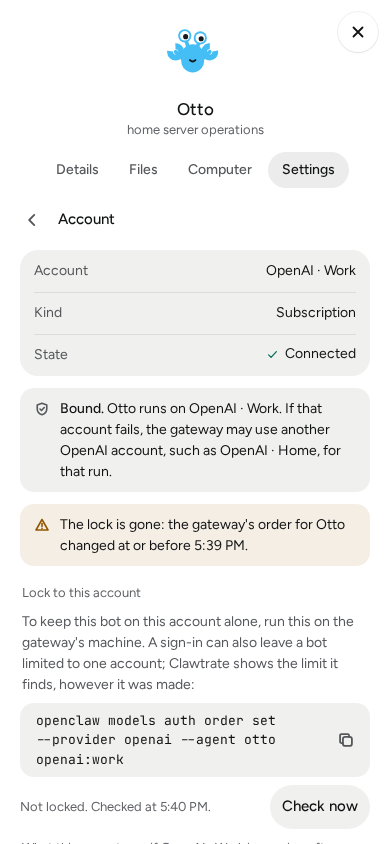 Otto
home server operations
Details Files Computer Settings
Account
Account OpenAI · Work
Kind Subscription
State Connected
Bound. Otto runs on OpenAI · Work. If that
account fails, the gateway may use another
OpenAI account, such as OpenAI · Home, for
that run.
The lock is gone: the gateway's order for Otto
changed at or before 5:39 PM.
Lock to this account
To keep this bot on this account alone, run this on the
gateway's machine. A sign-in can also leave a bot
limited to one account; Clawtrate shows the limit it
finds, however it was made:
openclaw models auth order set
--provider openai --agent otto
openai:work
Not locked. Checked at 5:40 PM. Check now